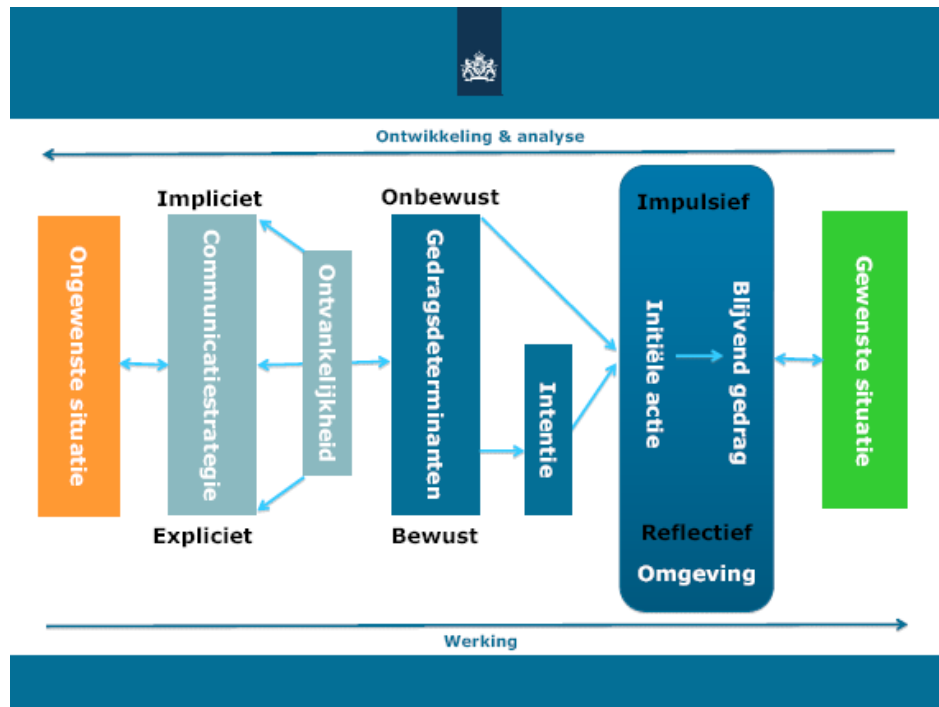 Ontwikkeling & analyse
Impliciet
Onbewust
Impulsief
Ongewenste situatie
Communicatiestrategie
Ontvankelijkheid
Gedragsdeterminanten
Intentie
Initiële actie
Blijvend gedrag
Gewenste situatie
Expliciet
Bewust
Reflectief
Omgeving
Werking